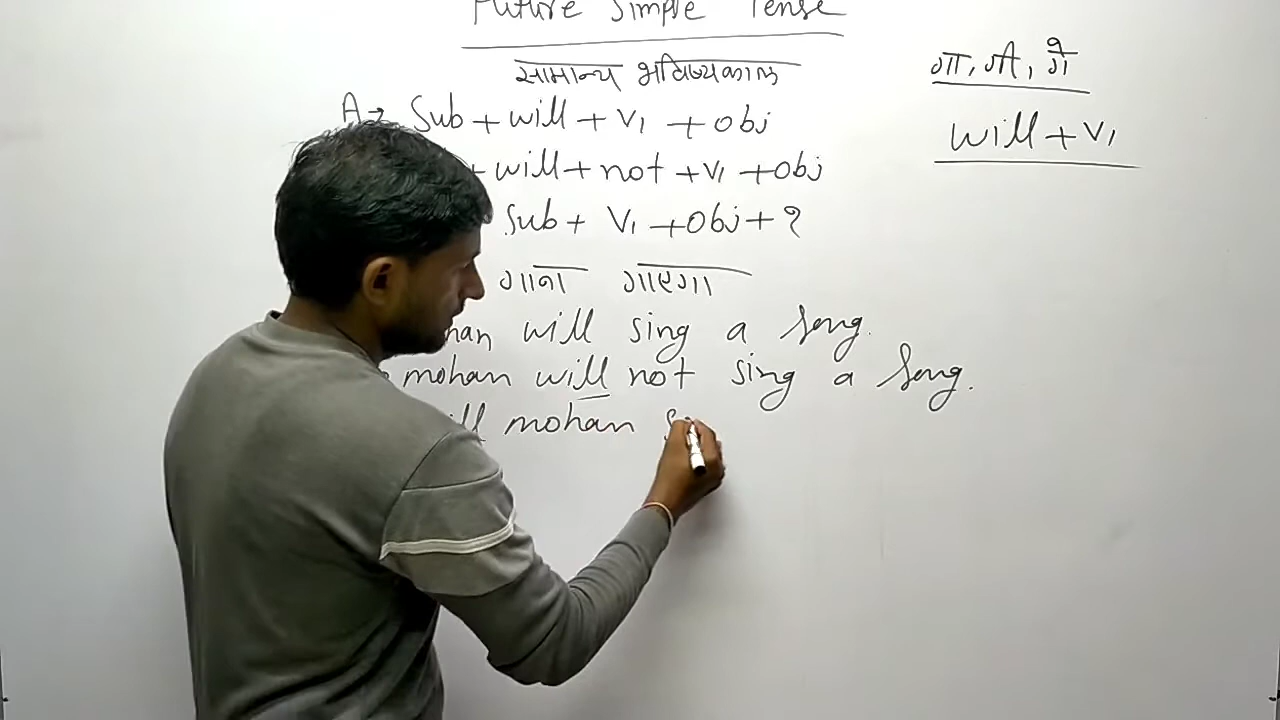 Future Simple Tense
सामान्य भविष्यकाल
A → Sub + will + V1 + obj
+ will + not + V1 + obj
Sub + V1 + obj + ?
गाना गाएगा
will sing a song.
mohan will not sing a song.
mohan
गा, गी, गे
will + V1